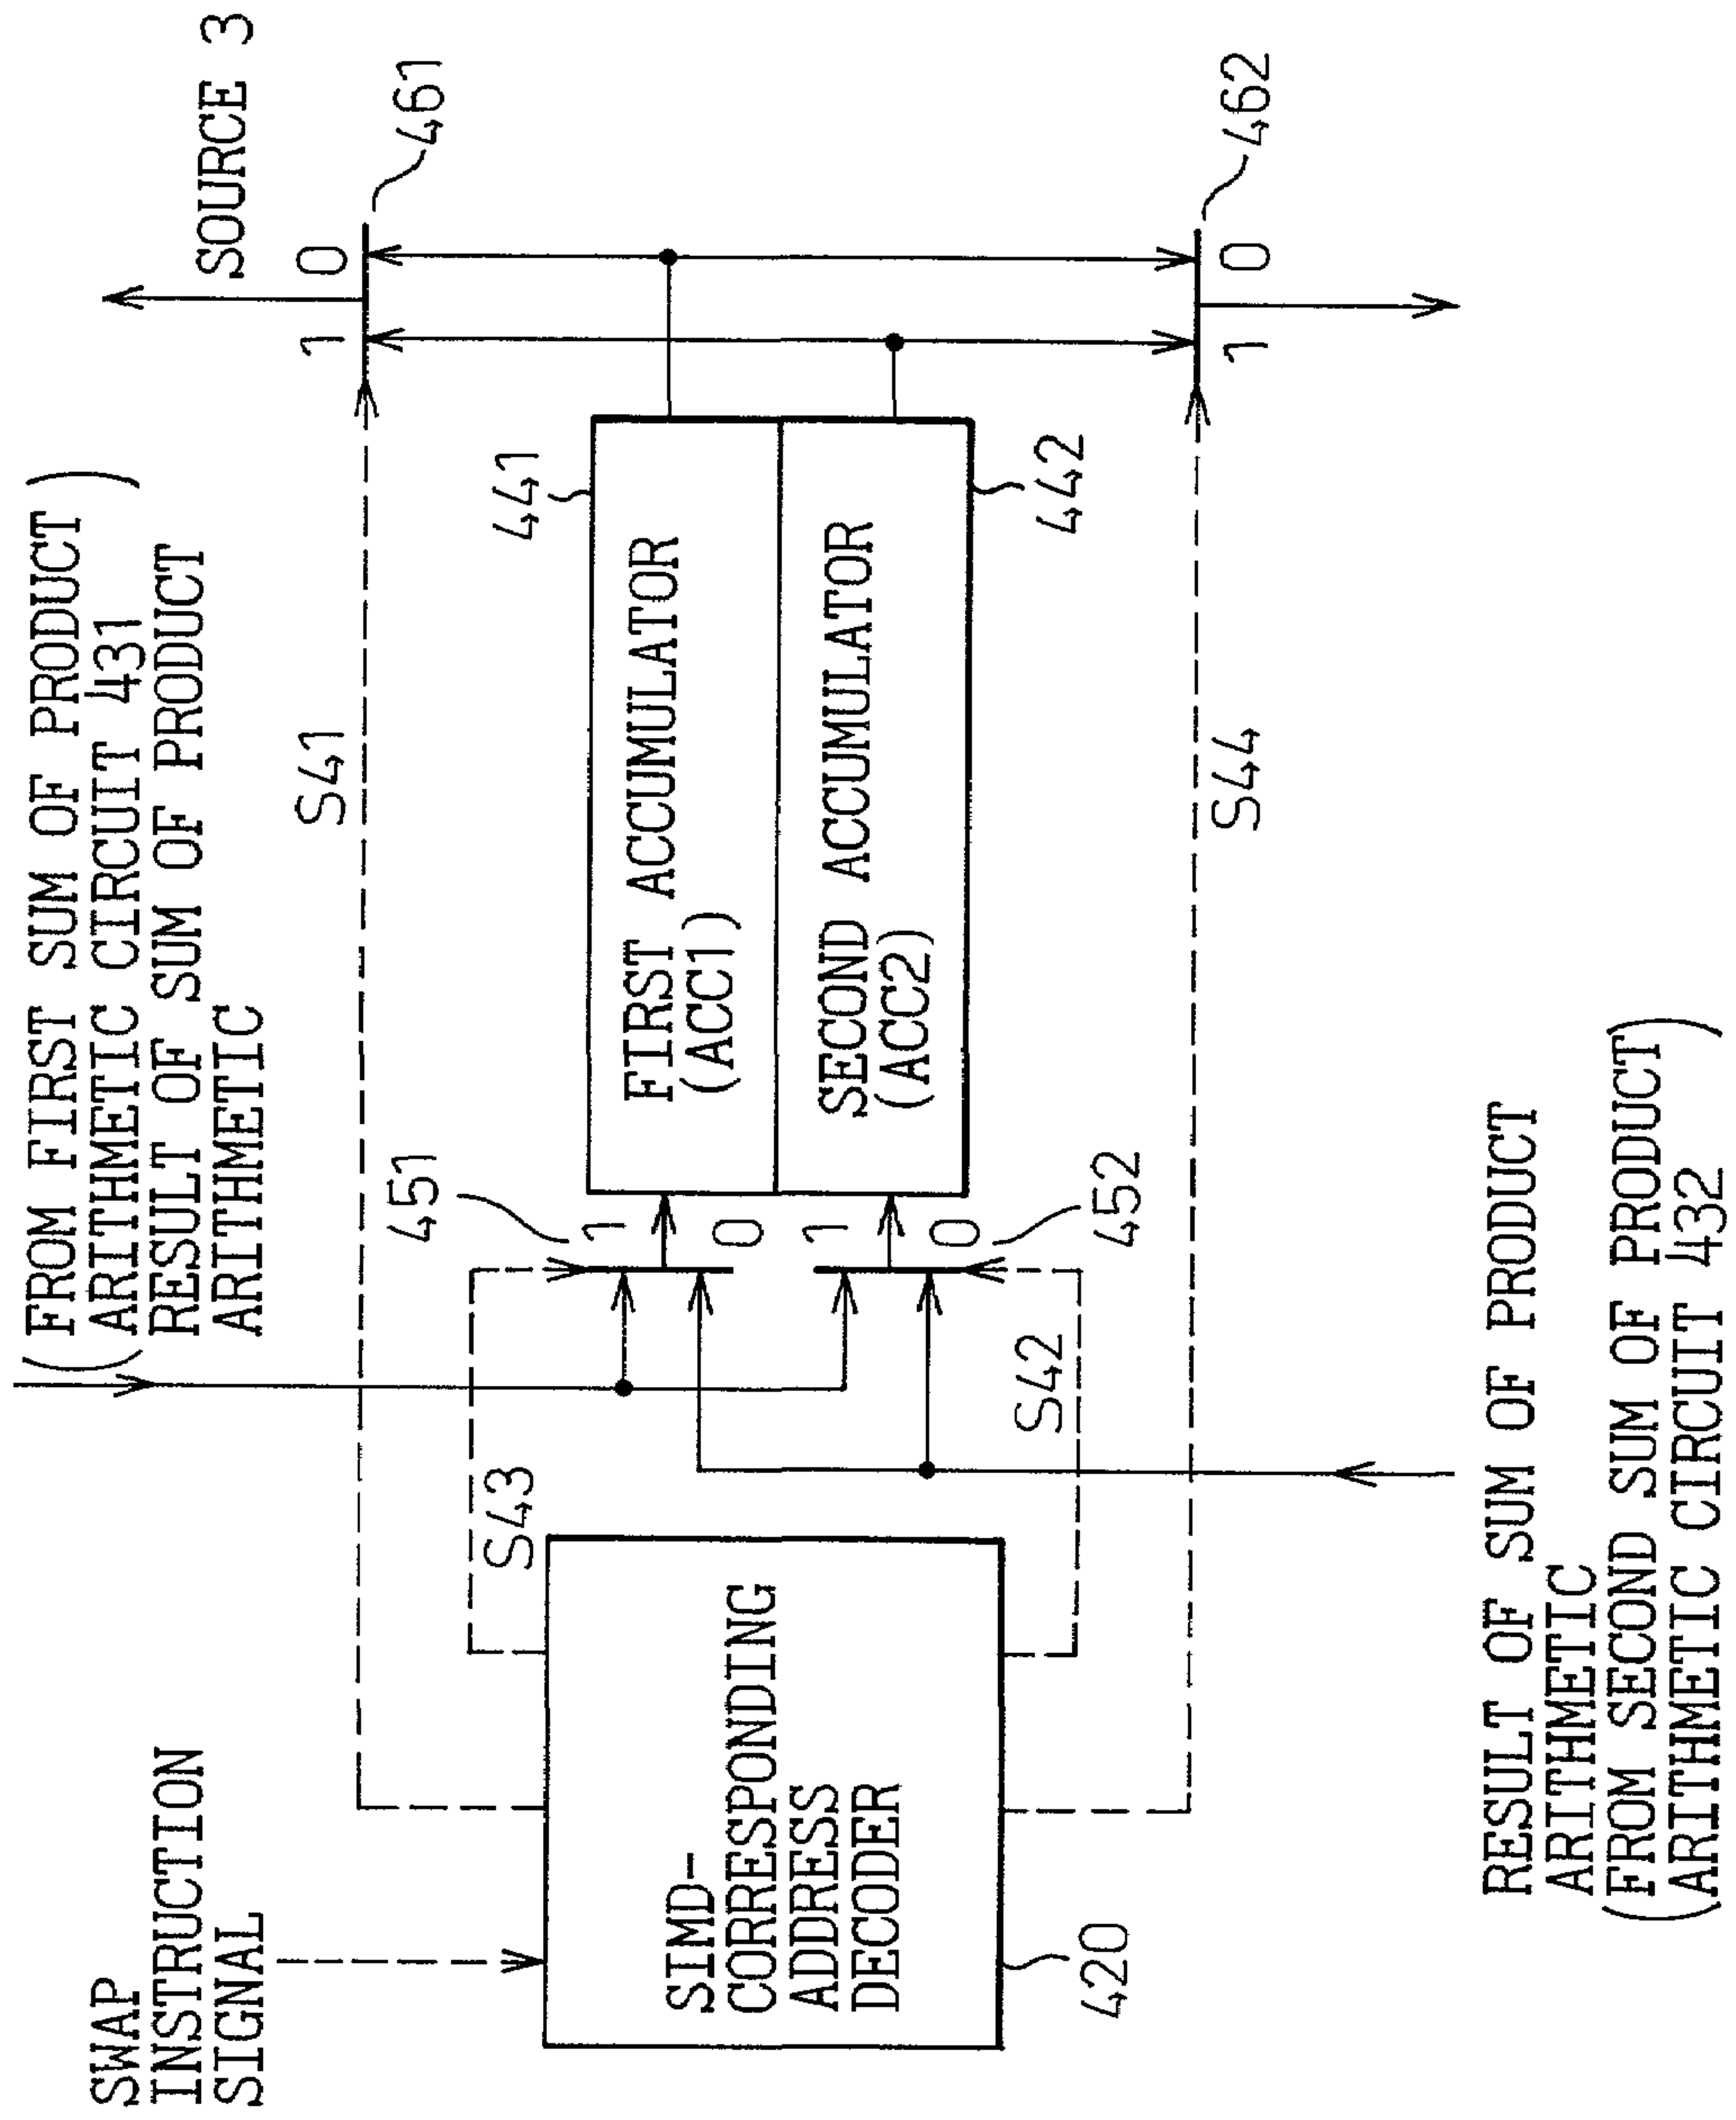 (FROM FIRST SUM OF PRODUCT)
(ARITHMETIC CIRCUIT 431)
RESULT OF SUM OF PRODUCT
ARITHMETIC
SWAP
INSTRUCTION
SIGNAL
SOURCE 3
S41
1 0
461
S43
451
1
0
441
FIRST ACCUMULATOR
(ACC1)
SIMD-
CORRESPONDING
ADDRESS
DECODER
420
1
0
SECOND ACCUMULATOR
(ACC2)
442
S42
452
S44
1 0
462
RESULT OF SUM OF PRODUCT
ARITHMETIC
(FROM SECOND SUM OF PRODUCT)
(ARITHMETIC CIRCUIT 432)